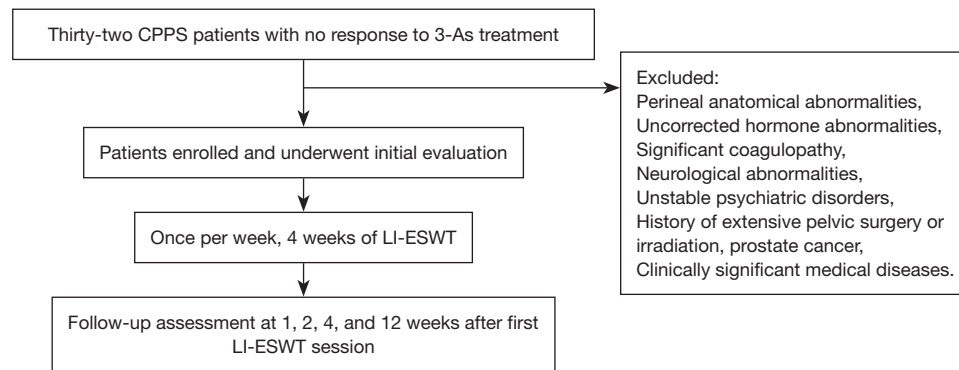 Thirty-two CPPS patients with no response to 3-As treatment
Excluded:
Perineal anatomical abnormalities,
Uncorrected hormone abnormalities,
Significant coagulopathy,
Neurological abnormalities,
Unstable psychiatric disorders,
History of extensive pelvic surgery or
irradiation, prostate cancer,
Clinically significant medical diseases.
Patients enrolled and underwent initial evaluation
Once per week, 4 weeks of LI-ESWT
Follow-up assessment at 1, 2, 4, and 12 weeks after first
LI-ESWT session